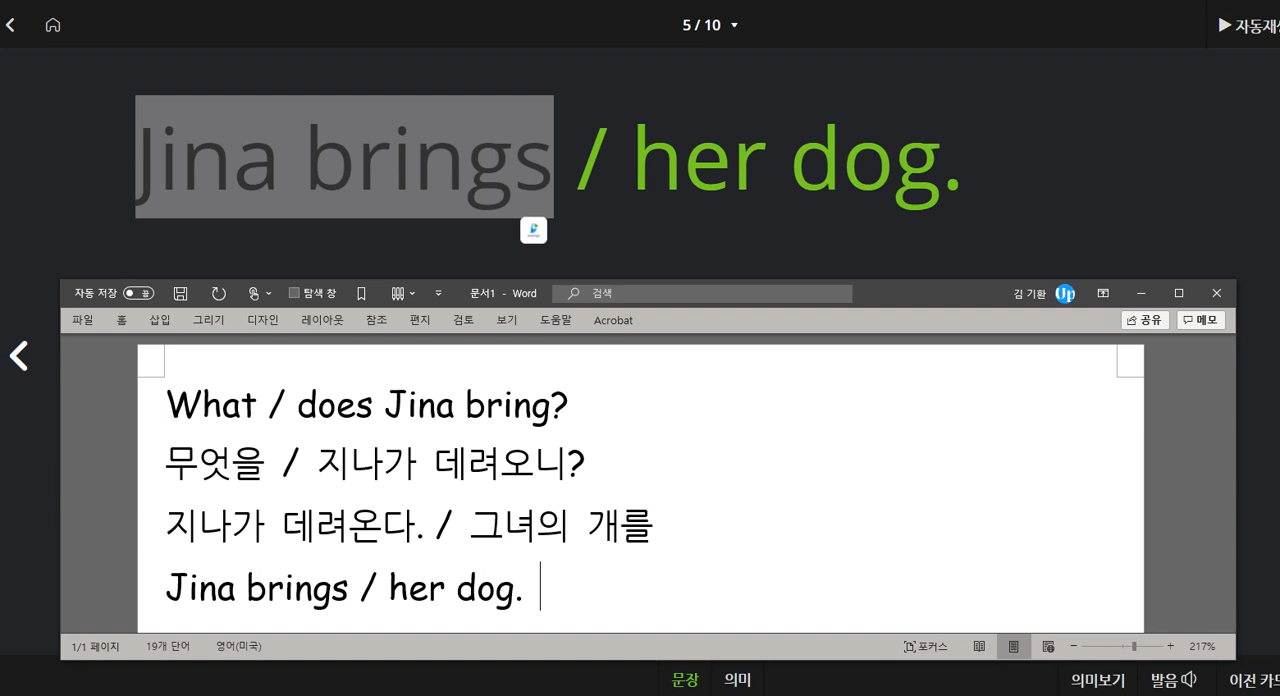 5 / 10
▶ 자동재생
Jina brings / her dog.
자동 저장 끔 탐색 창 문서1 - Word 검색 김 기환 Up
파일 홈 삽입 그리기 디자인 레이아웃 참조 편지 검토 보기 도움말 Acrobat 공유 메모
What / does Jina bring?
무엇을 / 지나가 데려오니?
지나가 데려온다. / 그녀의 개를
Jina brings / her dog.
1/1 페이지 19개 단어 영어(미국) 포커스 217%
문장 의미 의미보기 발음 이전 카드